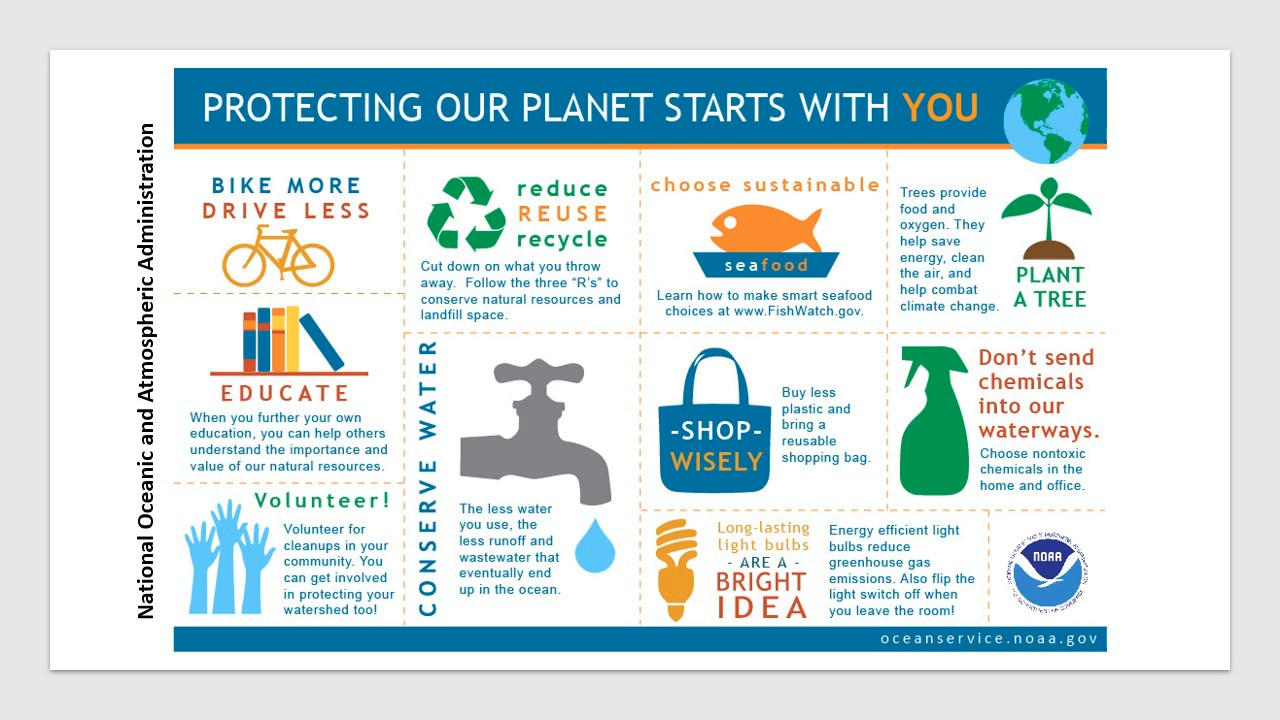 National Oceanic and Atmospheric Administration
PROTECTING OUR PLANET STARTS WITH YOU
BIKE MORE
DRIVE LESS
EDUCATE
When you further your own
education, you can help others
understand the importance and
value of our natural resources.
Volunteer!
Volunteer for
cleanups in your
community. You
can get involved
in protecting your
watershed too!
reduce
REUSE
recycle
Cut down on what you throw
away. Follow the three “R’s” to
conserve natural resources and
landfill space.
CONSERVE WATER
The less water
you use, the
less runoff and
wastewater that
eventually end
up in the ocean.
choose sustainable
seafood
Learn how to make smart seafood
choices at www.FishWatch.gov.
Trees provide
food and
oxygen. They
help save
energy, clean
the air, and
help combat
climate change.
PLANT
A TREE
-SHOP-
WISELY
Buy less
plastic and
bring a
reusable
shopping bag.
Don’t send
chemicals
into our
waterways.
Choose nontoxic
chemicals in the
home and office.
Long-lasting
light bulbs
- ARE A -
BRIGHT
IDEA
Energy efficient light
bulbs reduce
greenhouse gas
emissions. Also flip the
light switch off when
you leave the room!
NOAA
oceanservice.noaa.gov